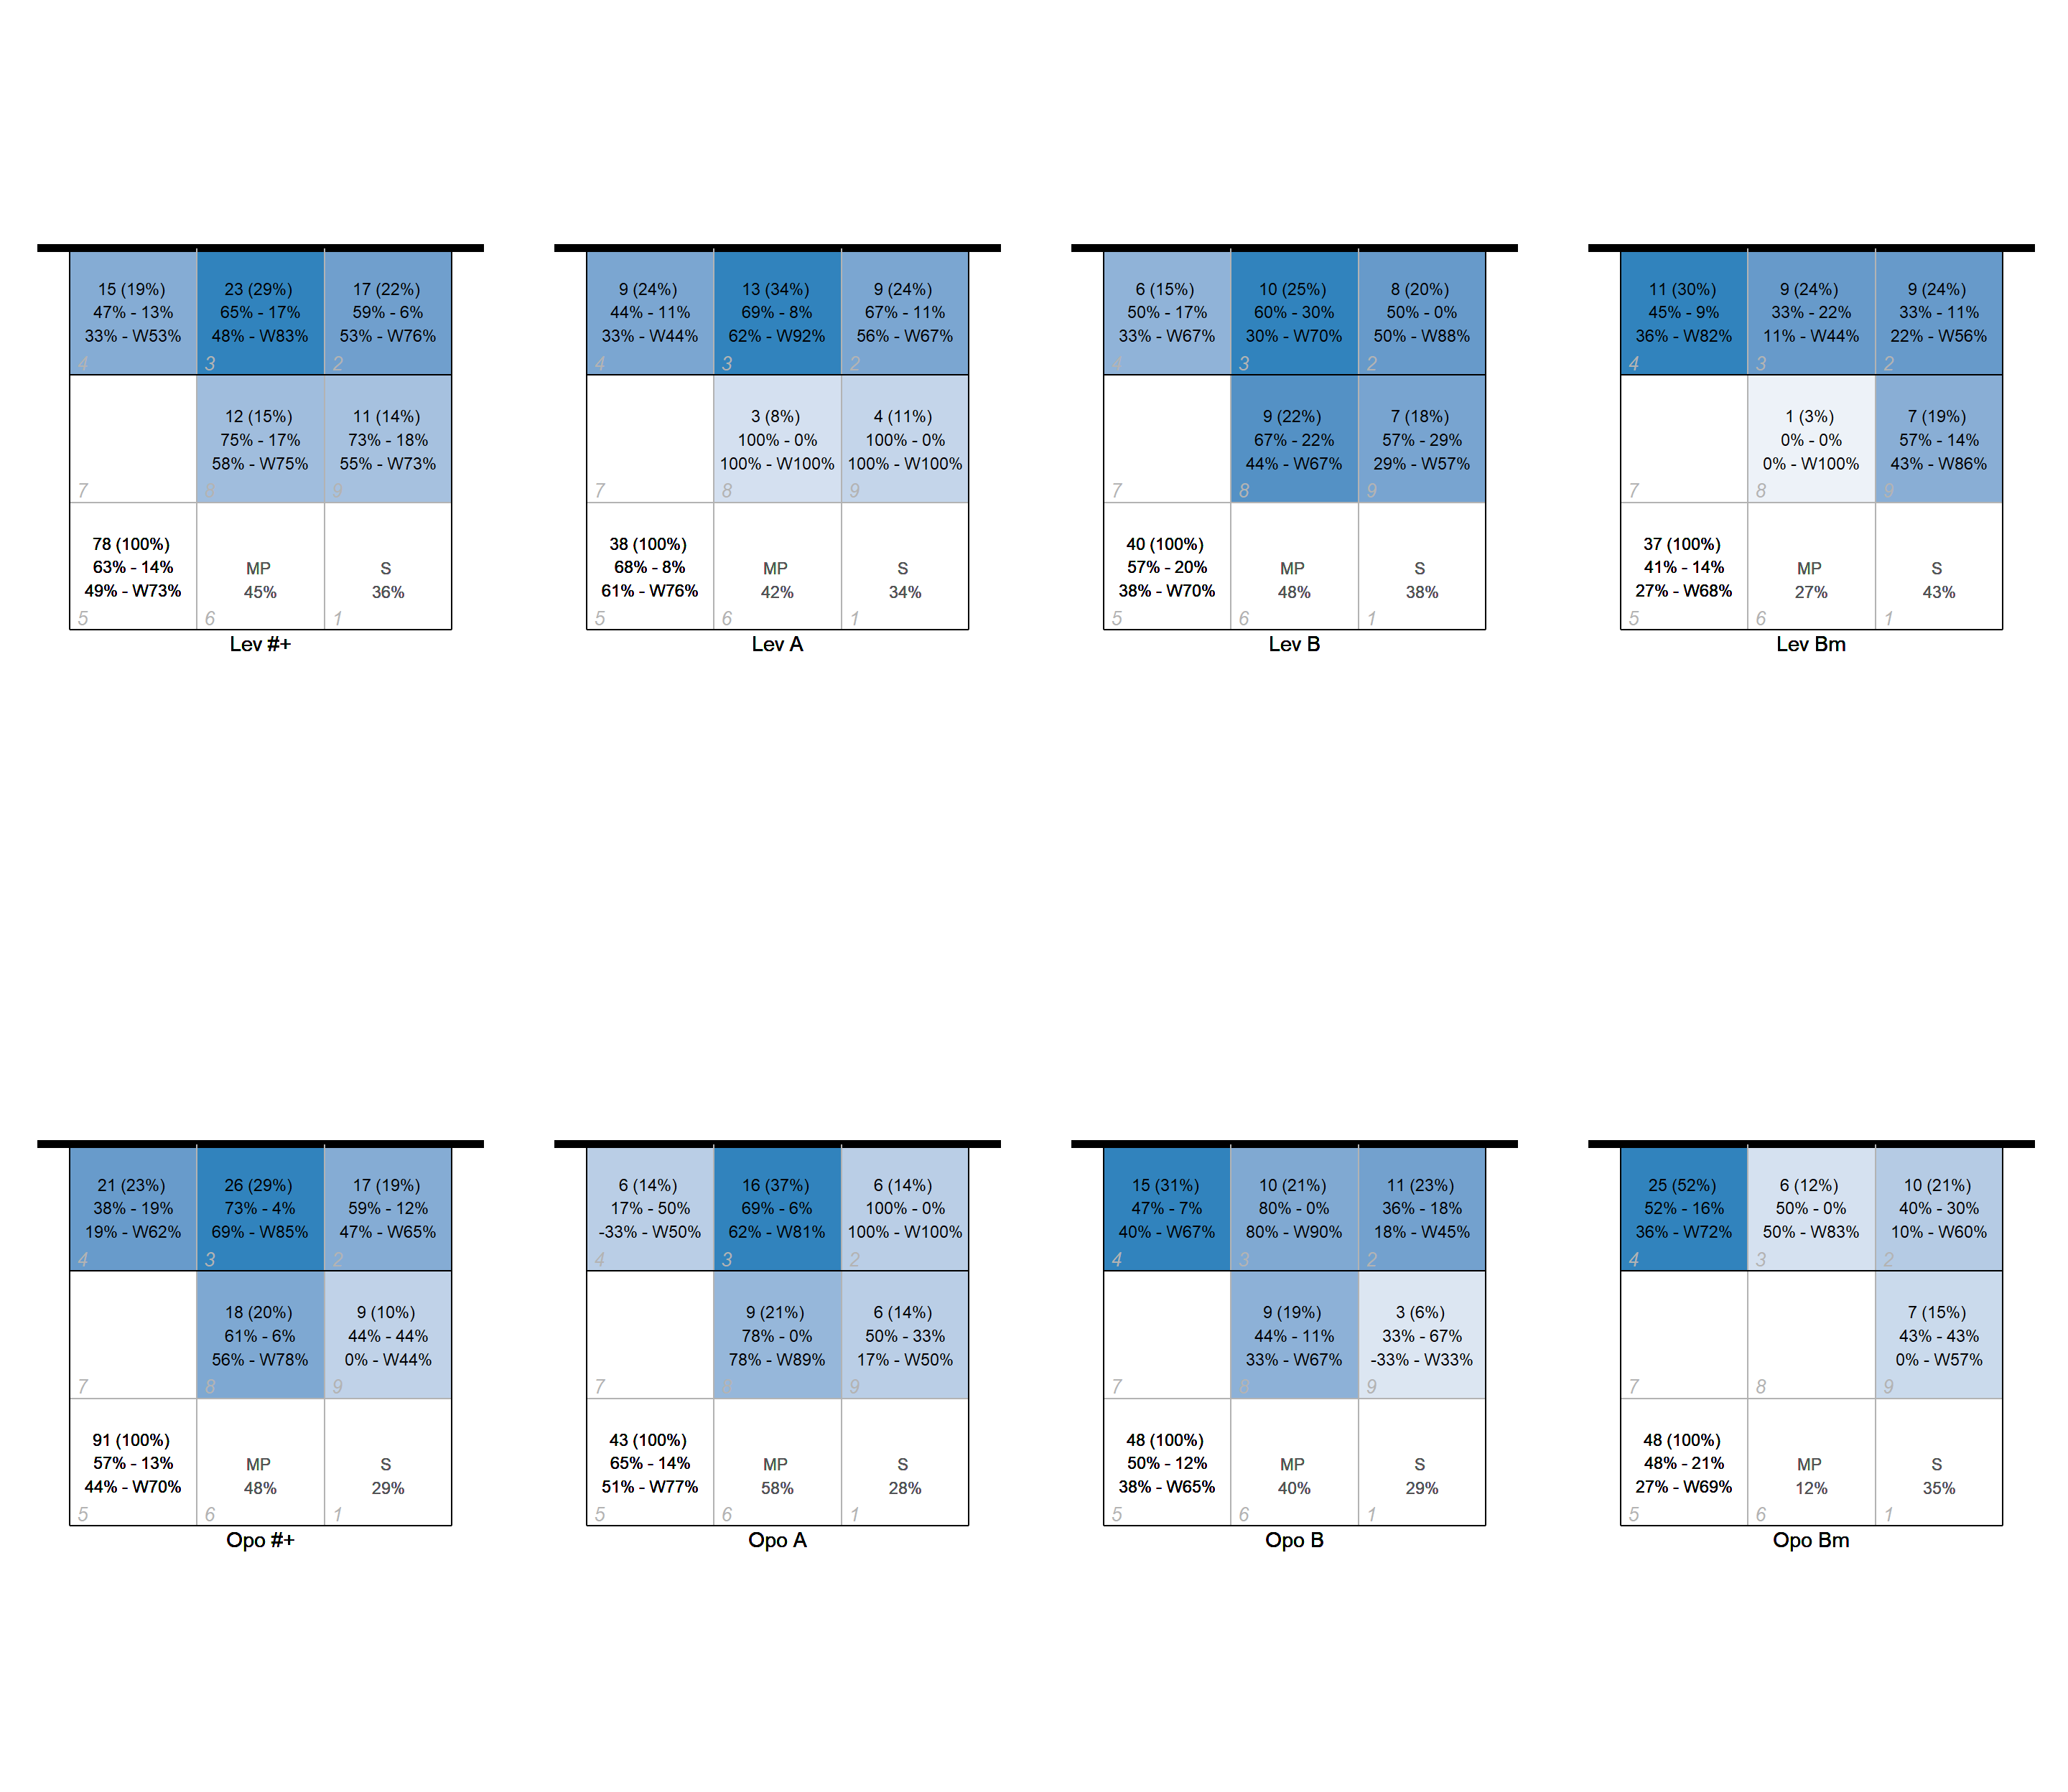 15 (19%)
47% - 13%
33% - W53%
4
23 (29%)
65% - 17%
48% - W83%
3
17 (22%)
59% - 6%
53% - W76%
2
7
12 (15%)
75% - 17%
58% - W75%
8
11 (14%)
73% - 18%
55% - W73%
9
78 (100%)
63% - 14%
49% - W73%
5
MP
45%
6
S
36%
1
Lev #+
9 (24%)
44% - 11%
33% - W44%
4
13 (34%)
69% - 8%
62% - W92%
3
9 (24%)
67% - 11%
56% - W67%
2
7
3 (8%)
100% - 0%
100% - W100%
8
4 (11%)
100% - 0%
100% - W100%
9
38 (100%)
68% - 8%
61% - W76%
5
MP
42%
6
S
34%
1
Lev A
6 (15%)
50% - 17%
33% - W67%
4
10 (25%)
60% - 30%
30% - W70%
3
8 (20%)
50% - 0%
50% - W88%
2
7
9 (22%)
67% - 22%
44% - W67%
8
7 (18%)
57% - 29%
29% - W57%
9
40 (100%)
57% - 20%
38% - W70%
5
MP
48%
6
S
38%
1
Lev B
11 (30%)
45% - 9%
36% - W82%
4
9 (24%)
33% - 22%
11% - W44%
3
9 (24%)
33% - 11%
22% - W56%
2
7
1 (3%)
0% - 0%
0% - W100%
8
7 (19%)
57% - 14%
43% - W86%
9
37 (100%)
41% - 14%
27% - W68%
5
MP
27%
6
S
43%
1
Lev Bm
21 (23%)
38% - 19%
19% - W62%
4
26 (29%)
73% - 4%
69% - W85%
3
17 (19%)
59% - 12%
47% - W65%
2
7
18 (20%)
61% - 6%
56% - W78%
8
9 (10%)
44% - 44%
0% - W44%
9
91 (100%)
57% - 13%
44% - W70%
5
MP
48%
6
S
29%
1
Opo #+
6 (14%)
17% - 50%
-33% - W50%
4
16 (37%)
69% - 6%
62% - W81%
3
6 (14%)
100% - 0%
100% - W100%
2
7
9 (21%)
78% - 0%
78% - W89%
8
6 (14%)
50% - 33%
17% - W50%
9
43 (100%)
65% - 14%
51% - W77%
5
MP
58%
6
S
28%
1
Opo A
15 (31%)
47% - 7%
40% - W67%
4
10 (21%)
80% - 0%
80% - W90%
3
11 (23%)
36% - 18%
18% - W45%
2
7
9 (19%)
44% - 11%
33% - W67%
8
3 (6%)
33% - 67%
-33% - W33%
9
48 (100%)
50% - 12%
38% - W65%
5
MP
40%
6
S
29%
1
Opo B
25 (52%)
52% - 16%
36% - W72%
4
6 (12%)
50% - 0%
50% - W83%
3
10 (21%)
40% - 30%
10% - W60%
2
7
8
7 (15%)
43% - 43%
0% - W57%
9
48 (100%)
48% - 21%
27% - W69%
5
MP
12%
6
S
35%
1
Opo Bm